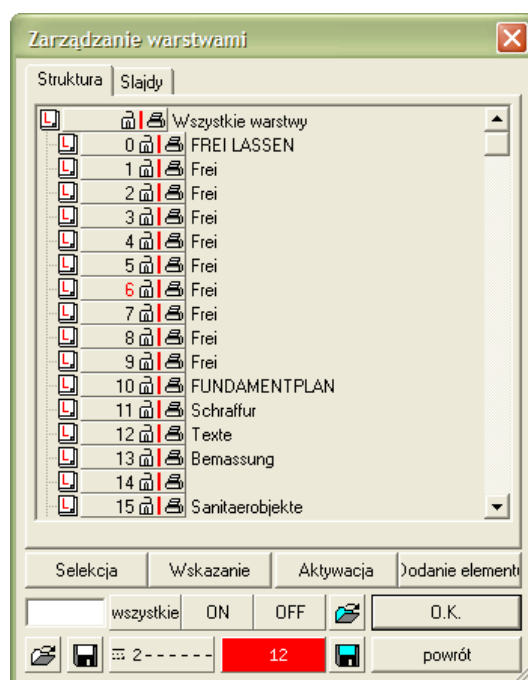 Zarządzanie warstwami
Struktura Slajdy
Wszystkie warstwy
0 FREI LASSEN
1 Frei
2 Frei
3 Frei
4 Frei
5 Frei
6 Frei
7 Frei
8 Frei
9 Frei
10 FUNDAMENTPLAN
11 Schraffur
12 Texte
13 Bemassung
14
15 Sanitaerobjekte
Selekcja Wskazanie Aktywacja Dodanie elementu
wszystkie ON OFF O.K.
2------ 12 powrót